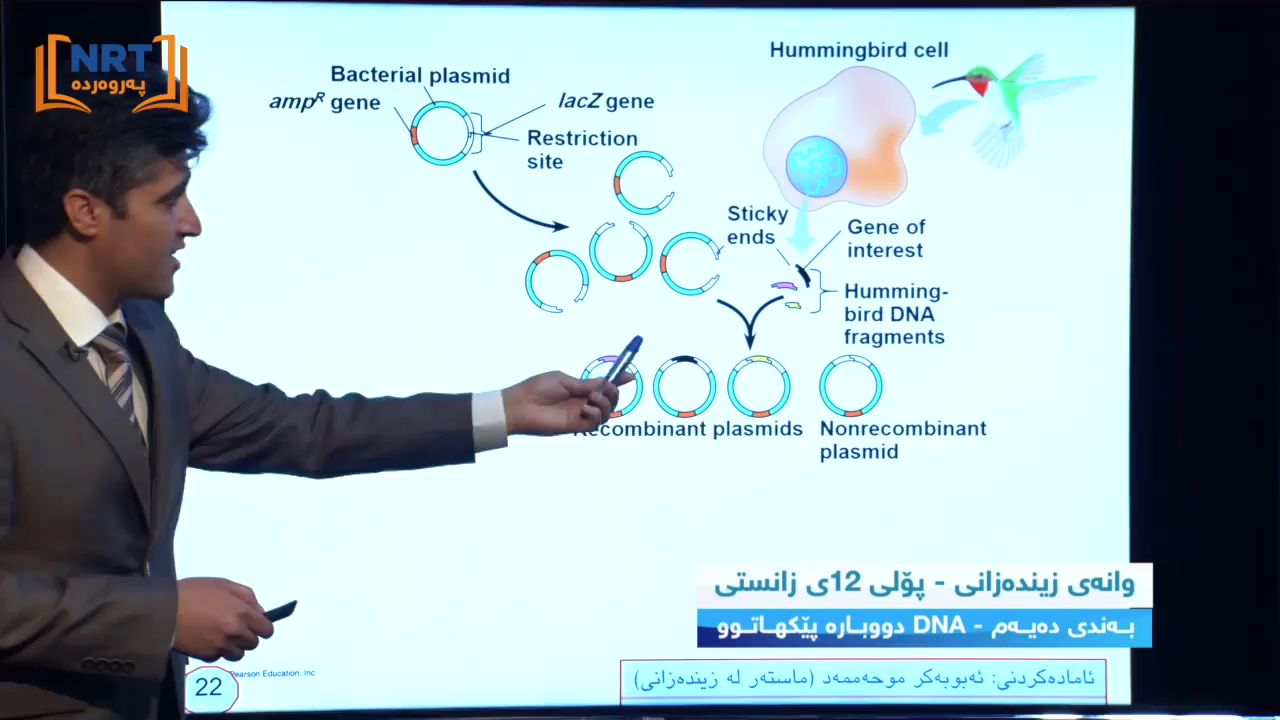 NRT
پەروەردە
Bacterial plasmid
ampR gene
lacZ gene
Restriction
site
Hummingbird cell
Sticky
ends
Gene of
interest
Humming-
bird DNA
fragments
Recombinant plasmids
Nonrecombinant
plasmid
وانەی زیندەزانی - پۆلی 12ی زانستی
بەندی دەیەم - DNA دووبارە پێکهاتوو
Pearson Education, Inc.
22
ئامادەکردنی: ئەبوبەکر موحەممەد (ماستەر لە زیندەزانی)